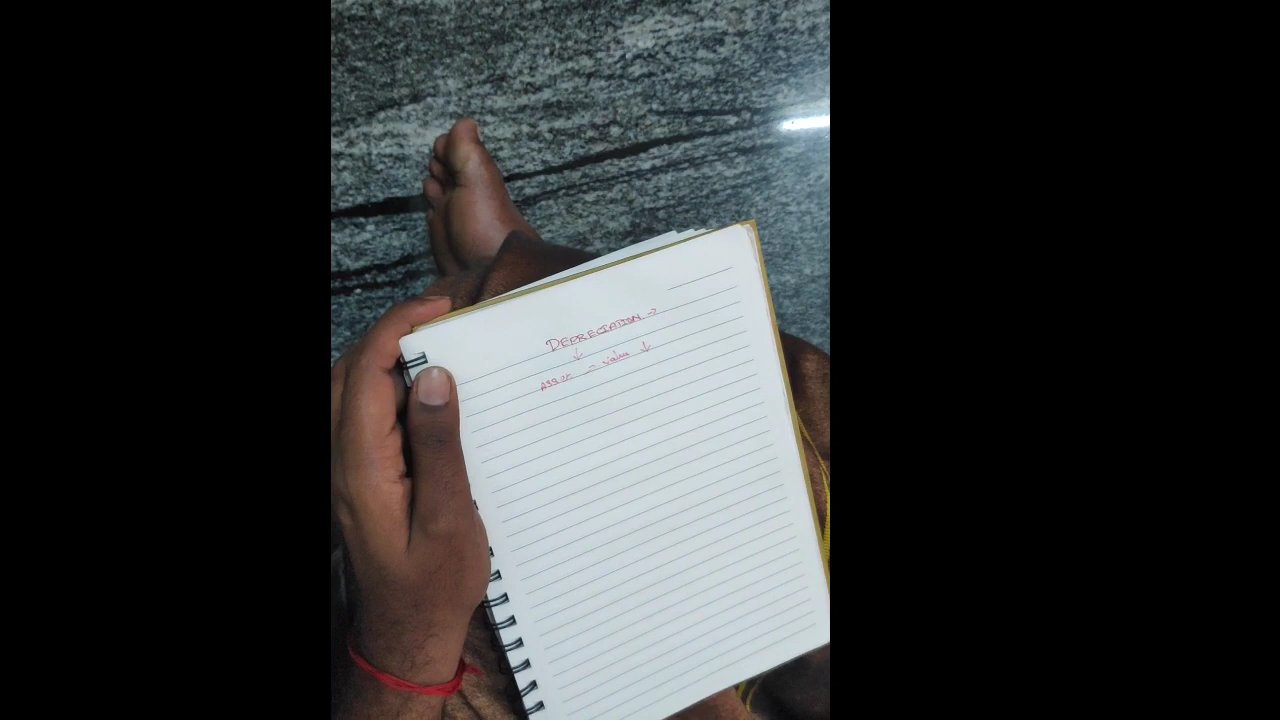 DEPRECIATION →
↓
Asset = value ↓